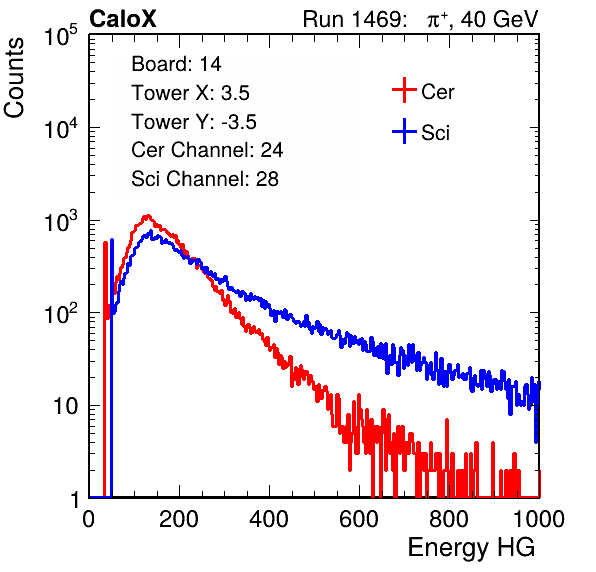 CaloX Run 1469: π⁺, 40 GeV
Counts
10⁵
10⁴
10³
10²
10
1
Board: 14
Tower X: 3.5
Tower Y: -3.5
Cer Channel: 24
Sci Channel: 28
Cer
Sci
0 200 400 600 800 1000
Energy HG